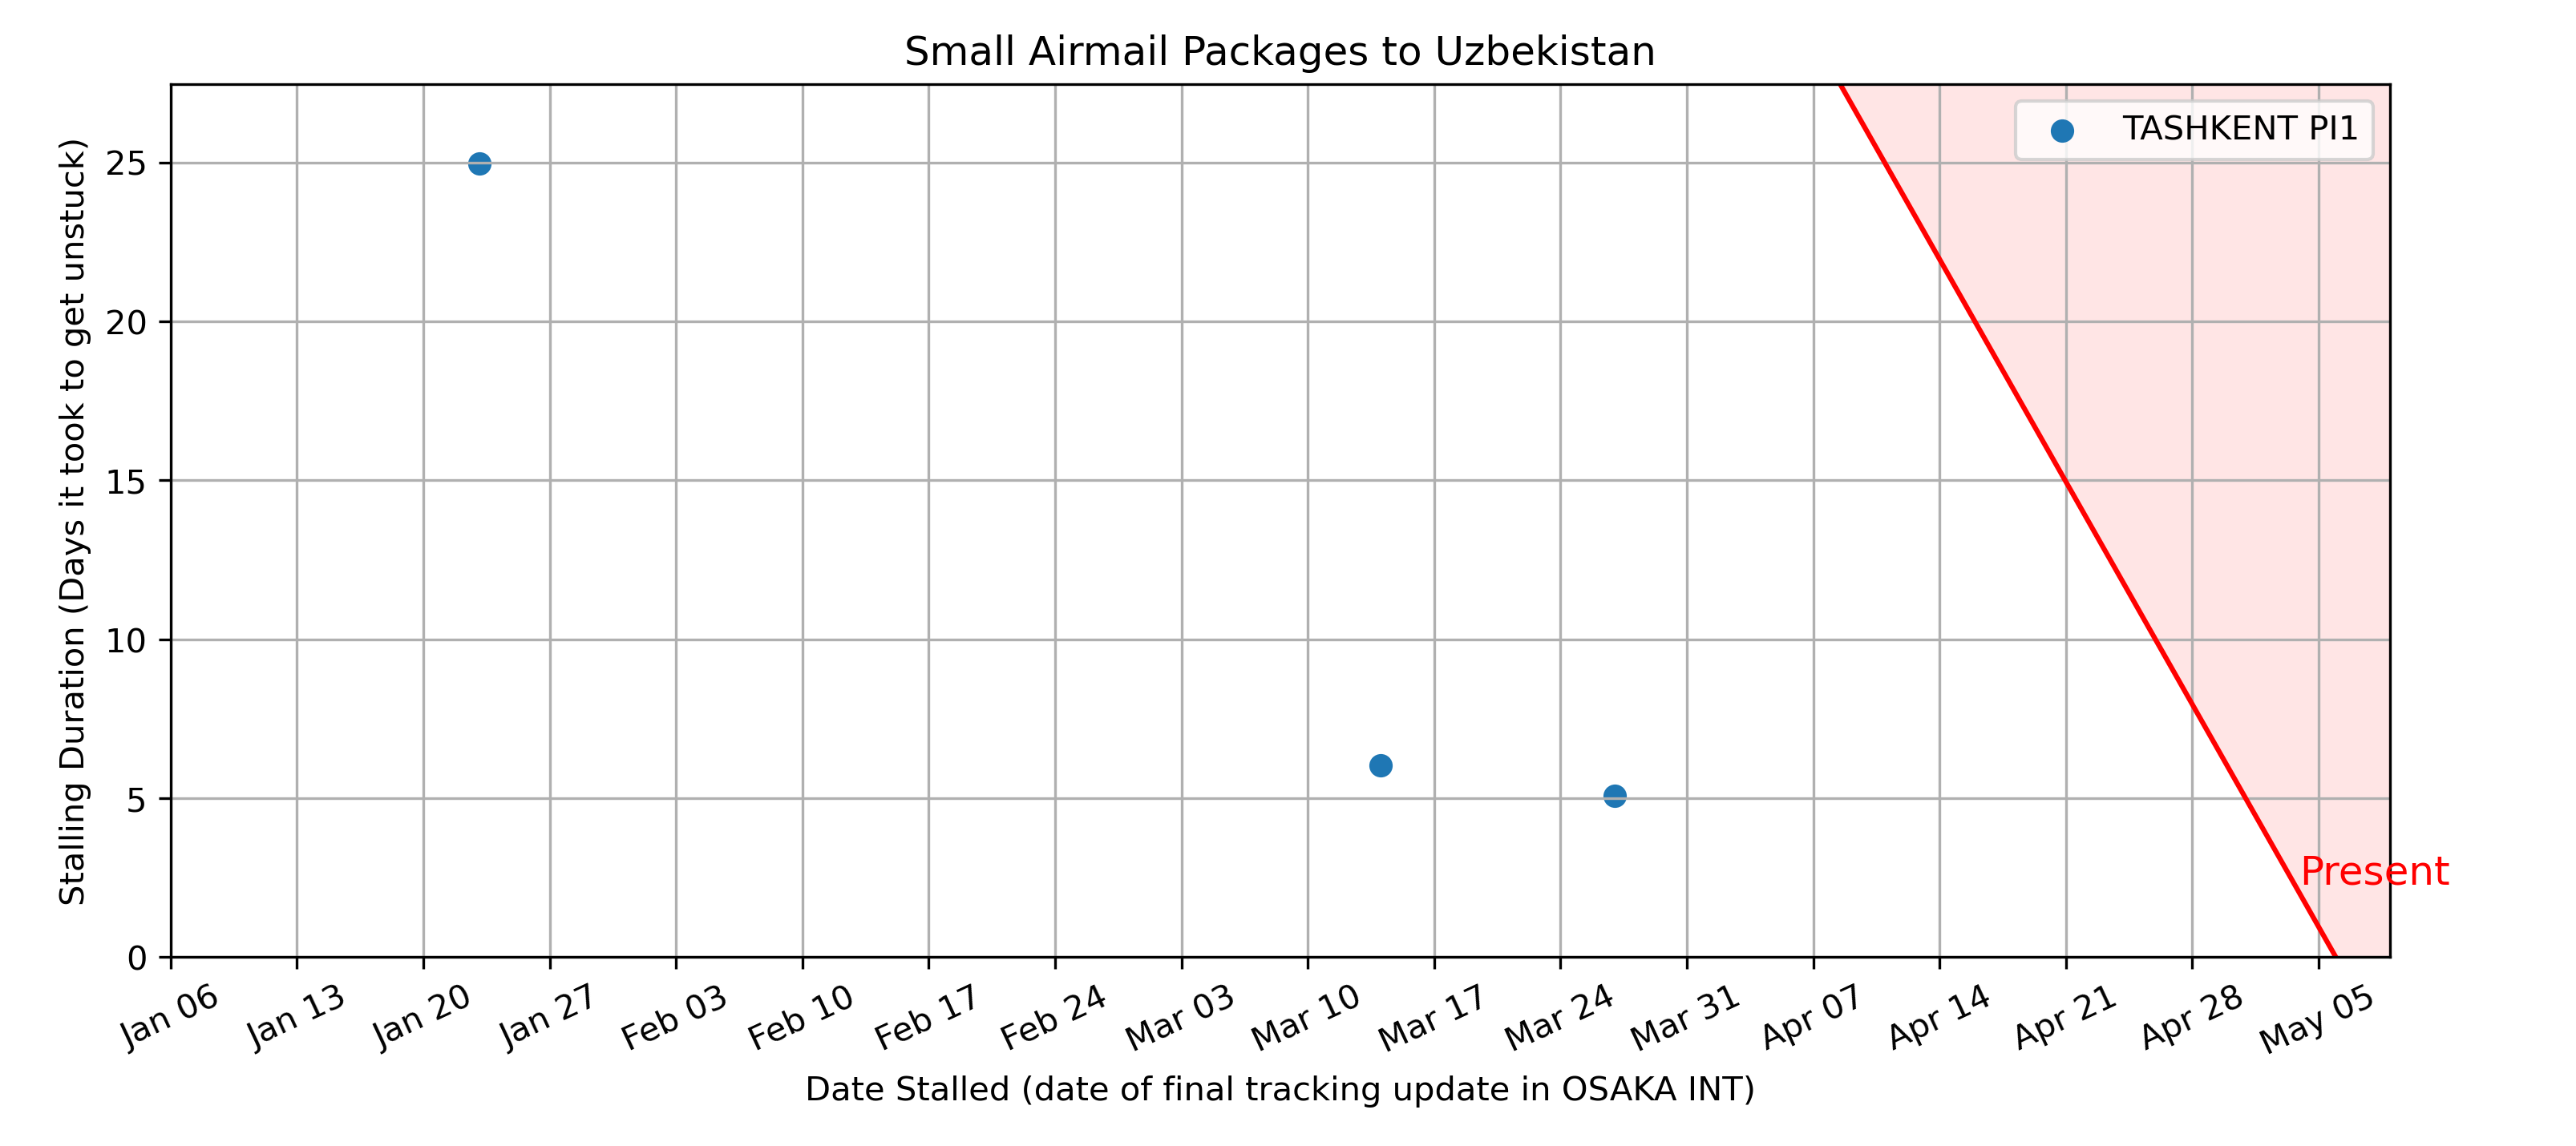 Small Airmail Packages to Uzbekistan
TASHKENT PI1
Stalling Duration (Days it took to get unstuck)
25
20
15
10
5
0
Present
Jan 06
Jan 13
Jan 20
Jan 27
Feb 03
Feb 10
Feb 17
Feb 24
Mar 03
Mar 10
Mar 17
Mar 24
Mar 31
Apr 07
Apr 14
Apr 21
Apr 28
May 05
Date Stalled (date of final tracking update in OSAKA INT)